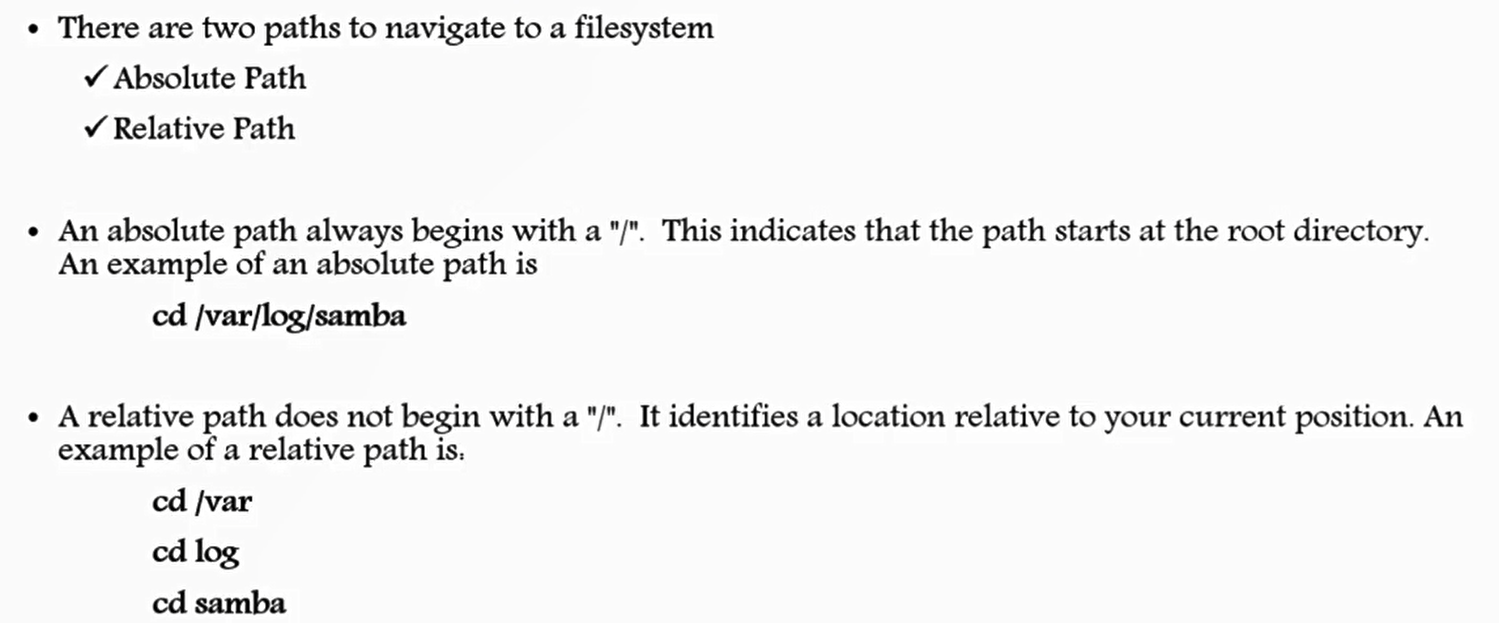 • There are two paths to navigate to a filesystem
✓ Absolute Path
✓ Relative Path
• An absolute path always begins with a "/". This indicates that the path starts at the root directory.
An example of an absolute path is
cd /var/log/samba
• A relative path does not begin with a "/". It identifies a location relative to your current position. An
example of a relative path is:
cd /var
cd log
cd samba